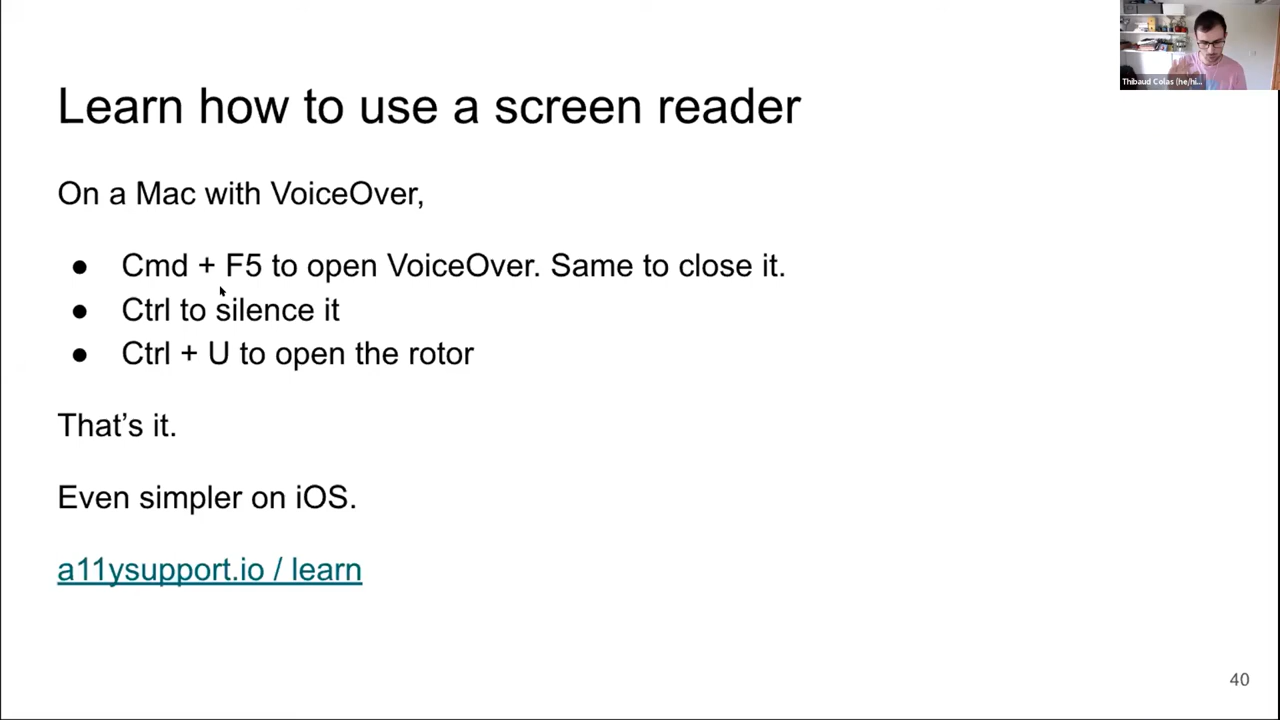 Thibaud Colas (he/hi...
Learn how to use a screen reader
On a Mac with VoiceOver,
● Cmd + F5 to open VoiceOver. Same to close it.
● Ctrl to silence it
● Ctrl + U to open the rotor
That’s it.
Even simpler on iOS.
a11ysupport.io / learn
40